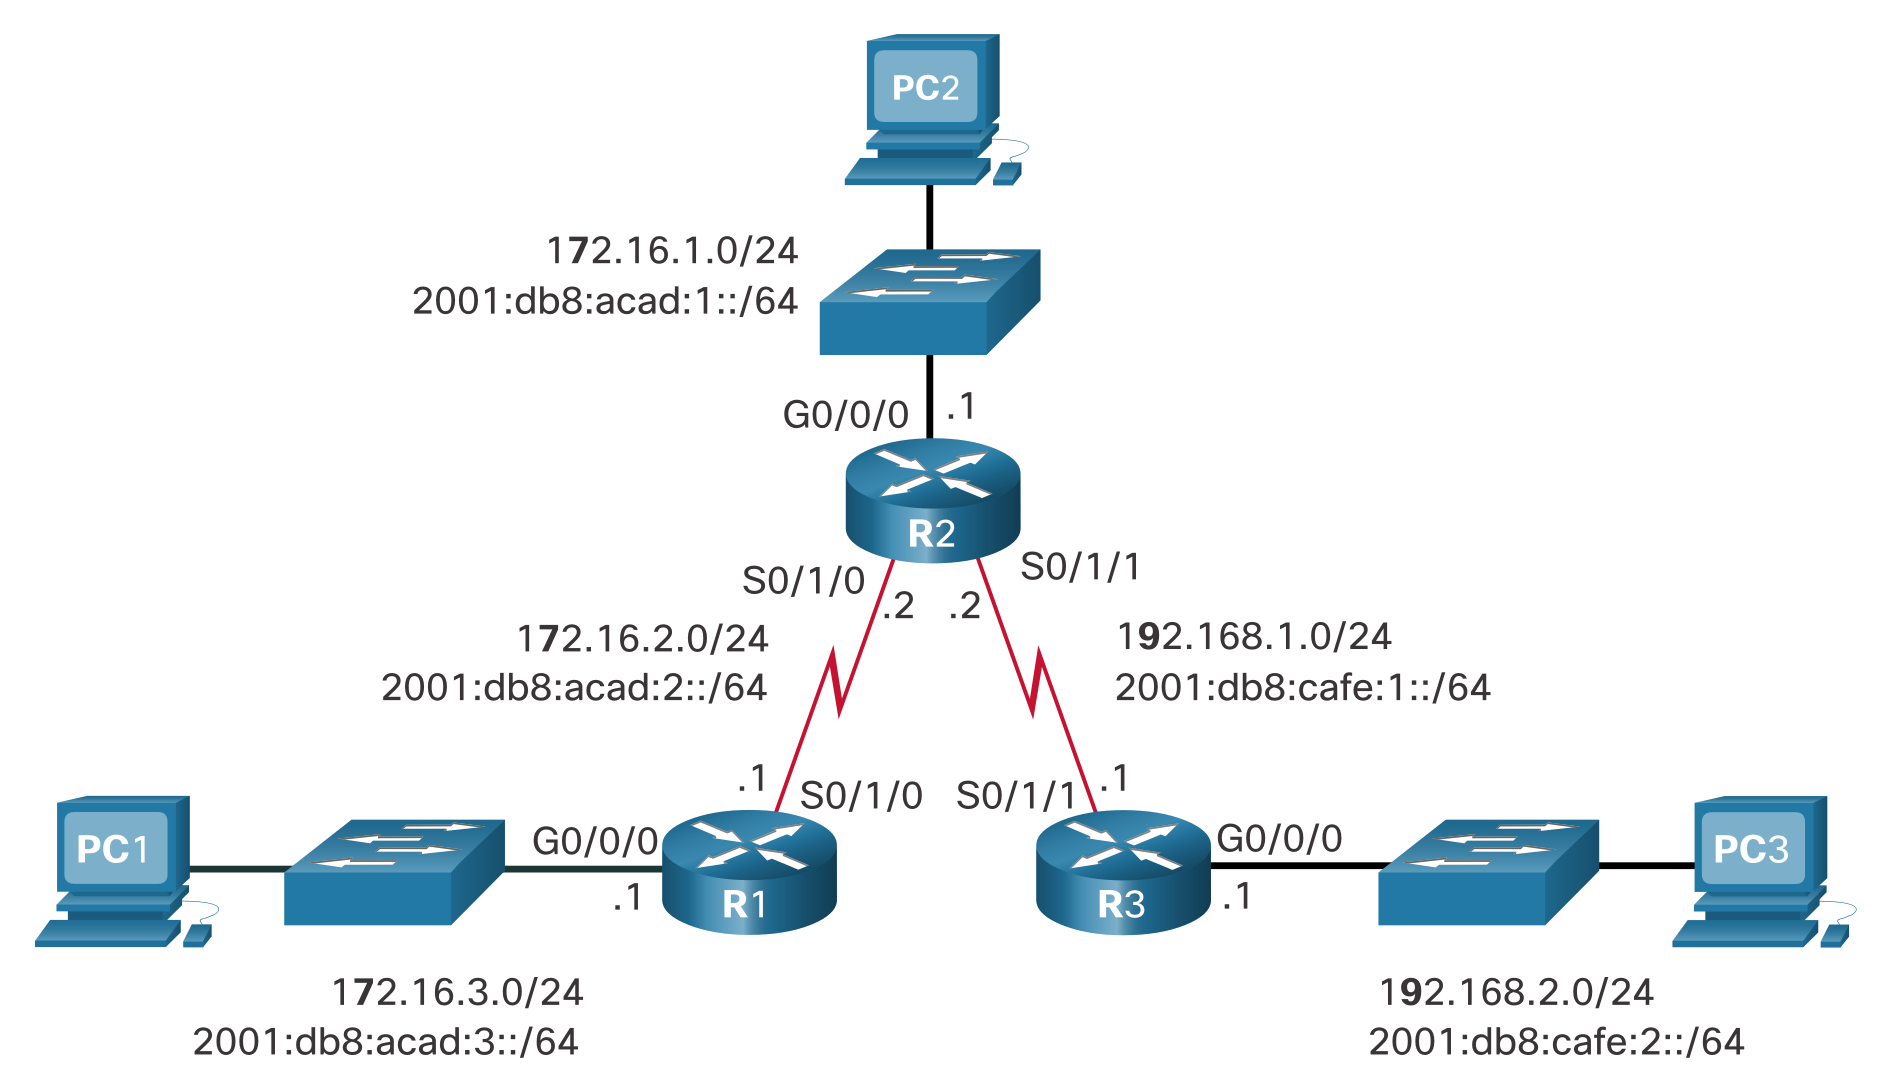 PC2
172.16.1.0/24
2001:db8:acad:1::/64
G0/0/0
.1
R2
S0/1/0
S0/1/1
.2
.2
172.16.2.0/24
2001:db8:acad:2::/64
192.168.1.0/24
2001:db8:cafe:1::/64
.1
S0/1/0
S0/1/1
.1
PC1
G0/0/0
.1
R1
R3
G0/0/0
.1
PC3
172.16.3.0/24
2001:db8:acad:3::/64
192.168.2.0/24
2001:db8:cafe:2::/64